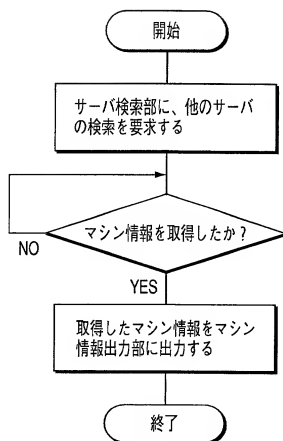 開始
サーバ検索部に、他のサーバ
の検索を要求する
マシン情報を取得したか?
NO
YES
取得したマシン情報をマシン
情報出力部に出力する
終了